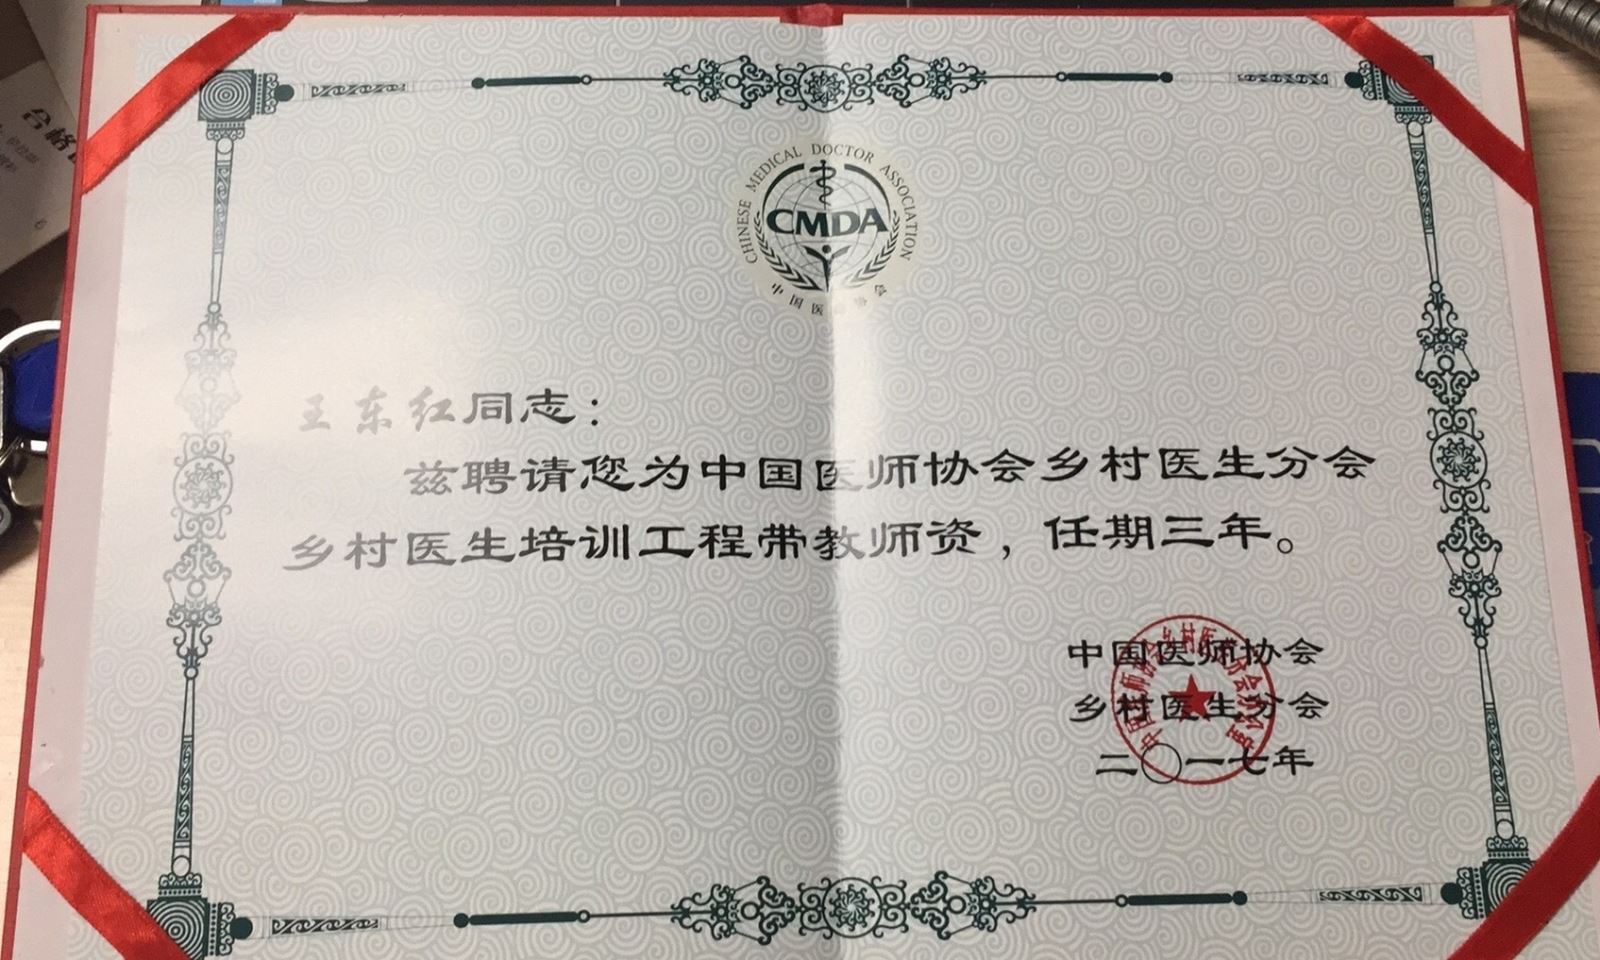 合格
CHINESE MEDICAL DOCTOR ASSOCIATION
CMDA
中国医师协会
王东红同志：
兹聘请您为中国医师协会乡村医生分会
乡村医生培训工程带教师资，任期三年。
中国医师协会
乡村医生分会
二〇一七年